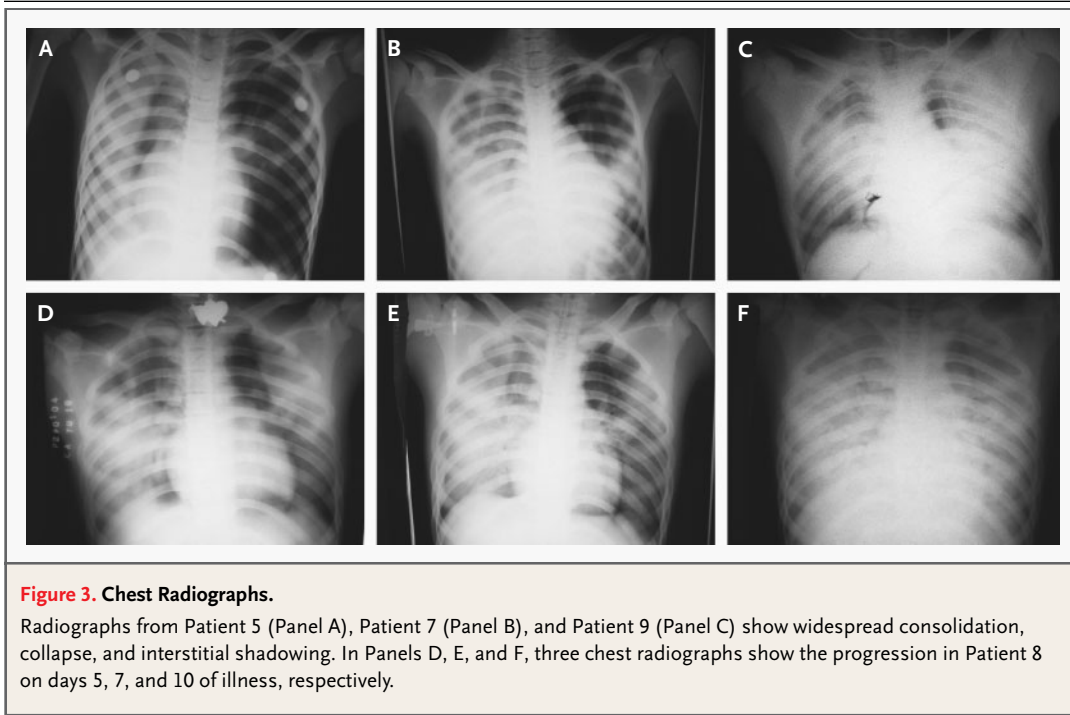 A
B
C
D
E
F
Figure 3. Chest Radiographs.
Radiographs from Patient 5 (Panel A), Patient 7 (Panel B), and Patient 9 (Panel C) show widespread consolidation,
collapse, and interstitial shadowing. In Panels D, E, and F, three chest radiographs show the progression in Patient 8
on days 5, 7, and 10 of illness, respectively.